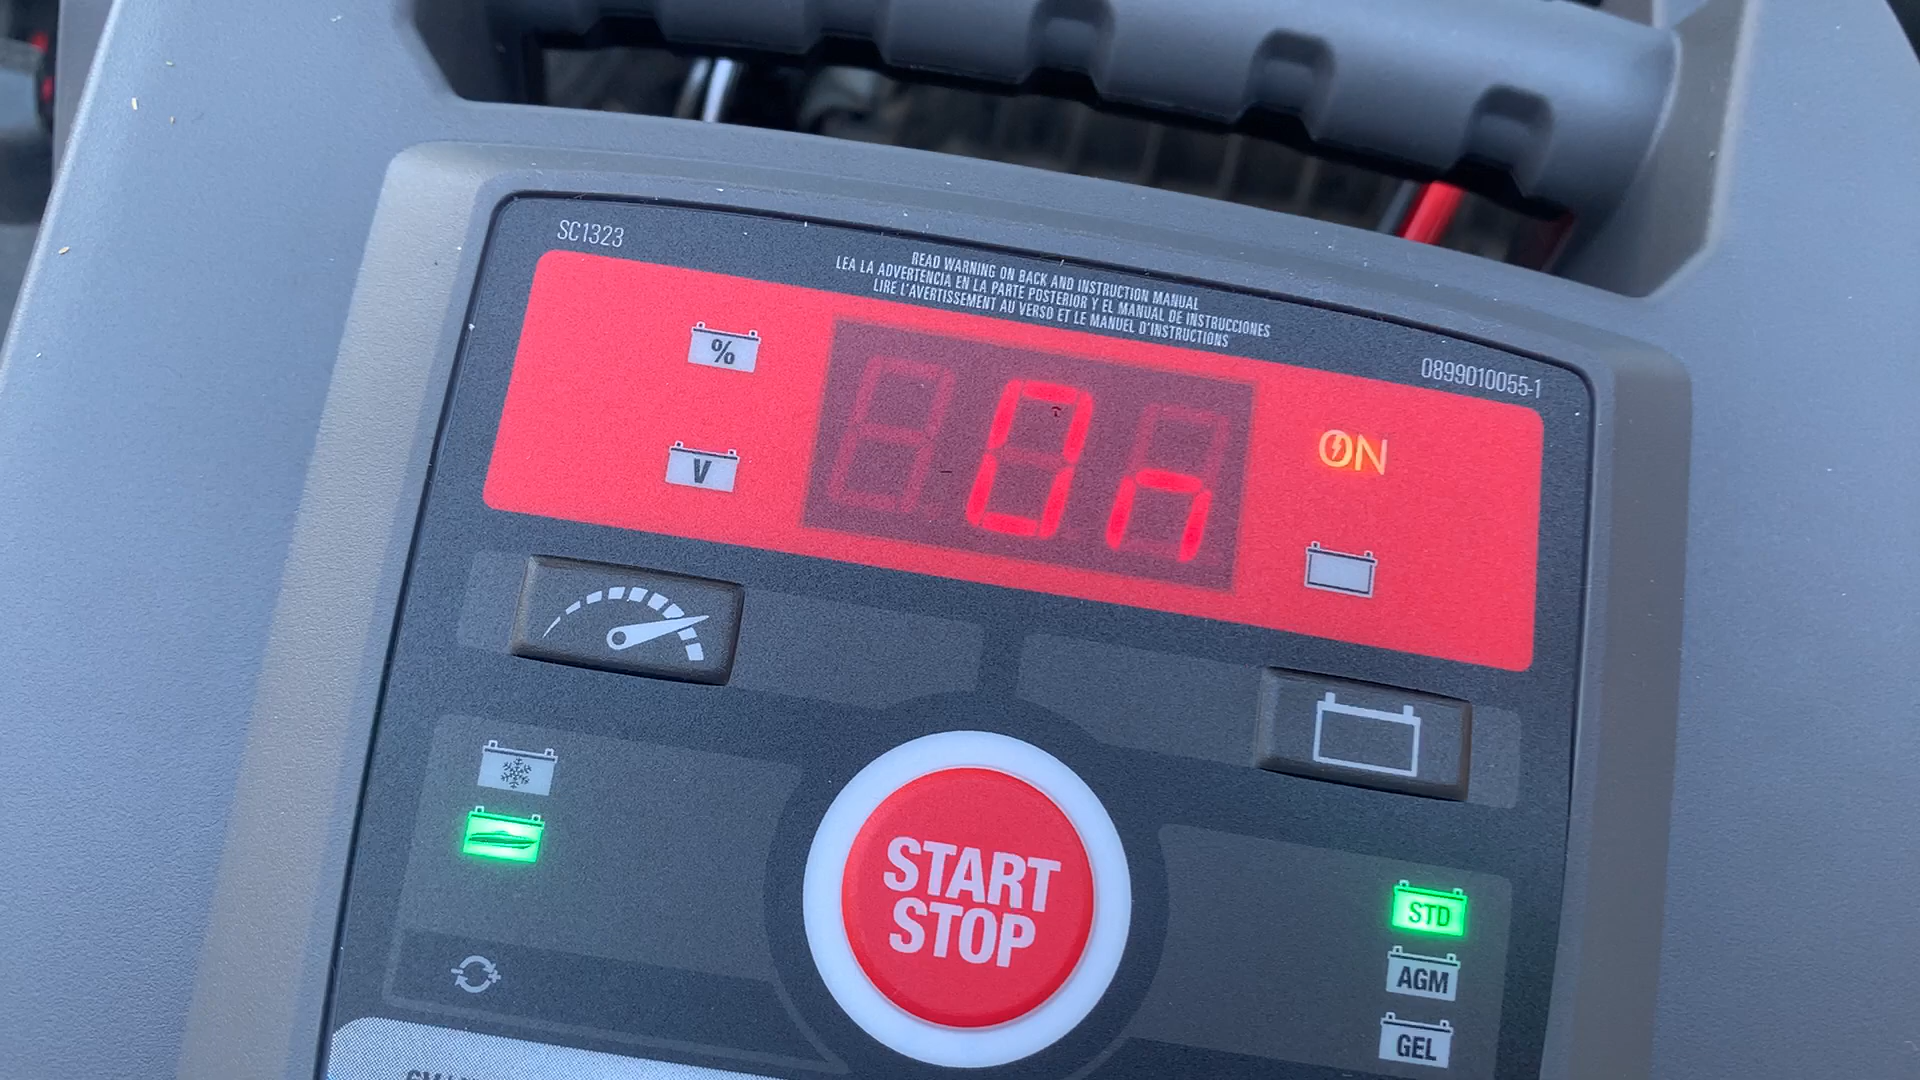 SC1323
READ WARNING ON BACK AND INSTRUCTION MANUAL
LEA LA ADVERTENCIA EN LA PARTE POSTERIOR Y EL MANUAL DE INSTRUCCIONES
LIRE L'AVERTISSEMENT AU VERSO ET LE MANUEL D'INSTRUCTIONS
0899010055-1
%
V
0n
ON
START
STOP
STD
AGM
GEL